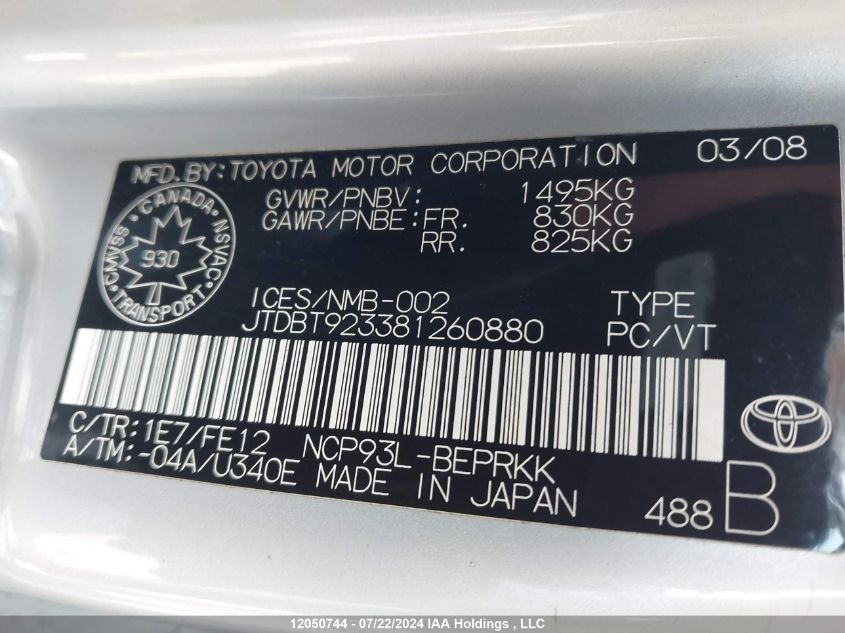 MFD.BY:TOYOTA MOTOR CORPORATION 03/08
GVWR/PNBV: 1495KG
GAWR/PNBE:FR. 830KG
RR. 825KG
CANADA
CMVSS 930 NSVAC
TRANSPORT
ICES/NMB-002 TYPE
JTDBT923381260880 PC/VT
C/TR:1E7/FE12 NCP93L-BEPRKK
A/TM:-04A/U340E MADE IN JAPAN 488 B
12050744 - 07/22/2024 IAA Holdings , LLC